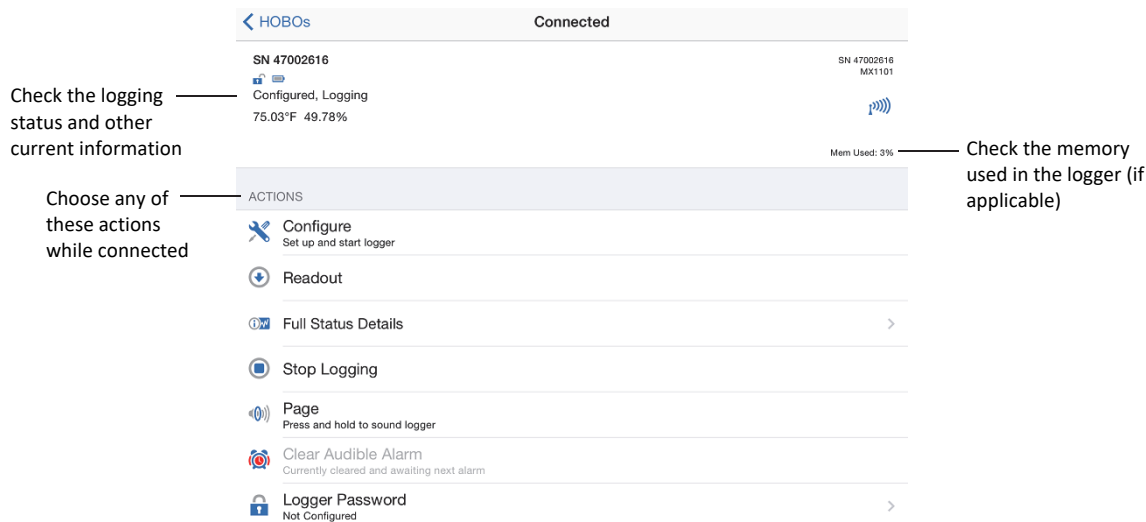 HOBOs
Connected
SN 47002616
SN 47002616
MX1101
Configured, Logging
75.03°F 49.78%
Mem Used: 3%
Check the logging
status and other
current information
Check the memory
used in the logger (if
applicable)
Choose any of
these actions
while connected
ACTIONS
Configure
Set up and start logger
Readout
Full Status Details
Stop Logging
Page
Press and hold to sound logger
Clear Audible Alarm
Currently cleared and awaiting next alarm
Logger Password
Not Configured